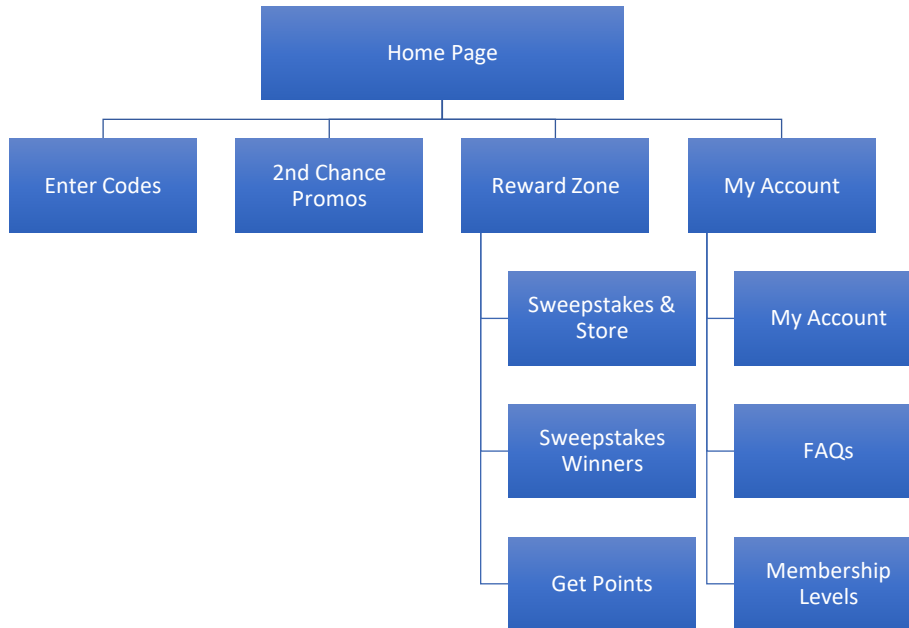 Home Page
Enter Codes
2nd Chance
Promos
Reward Zone
My Account
Sweepstakes &
Store
My Account
Sweepstakes
Winners
FAQs
Get Points
Membership
Levels